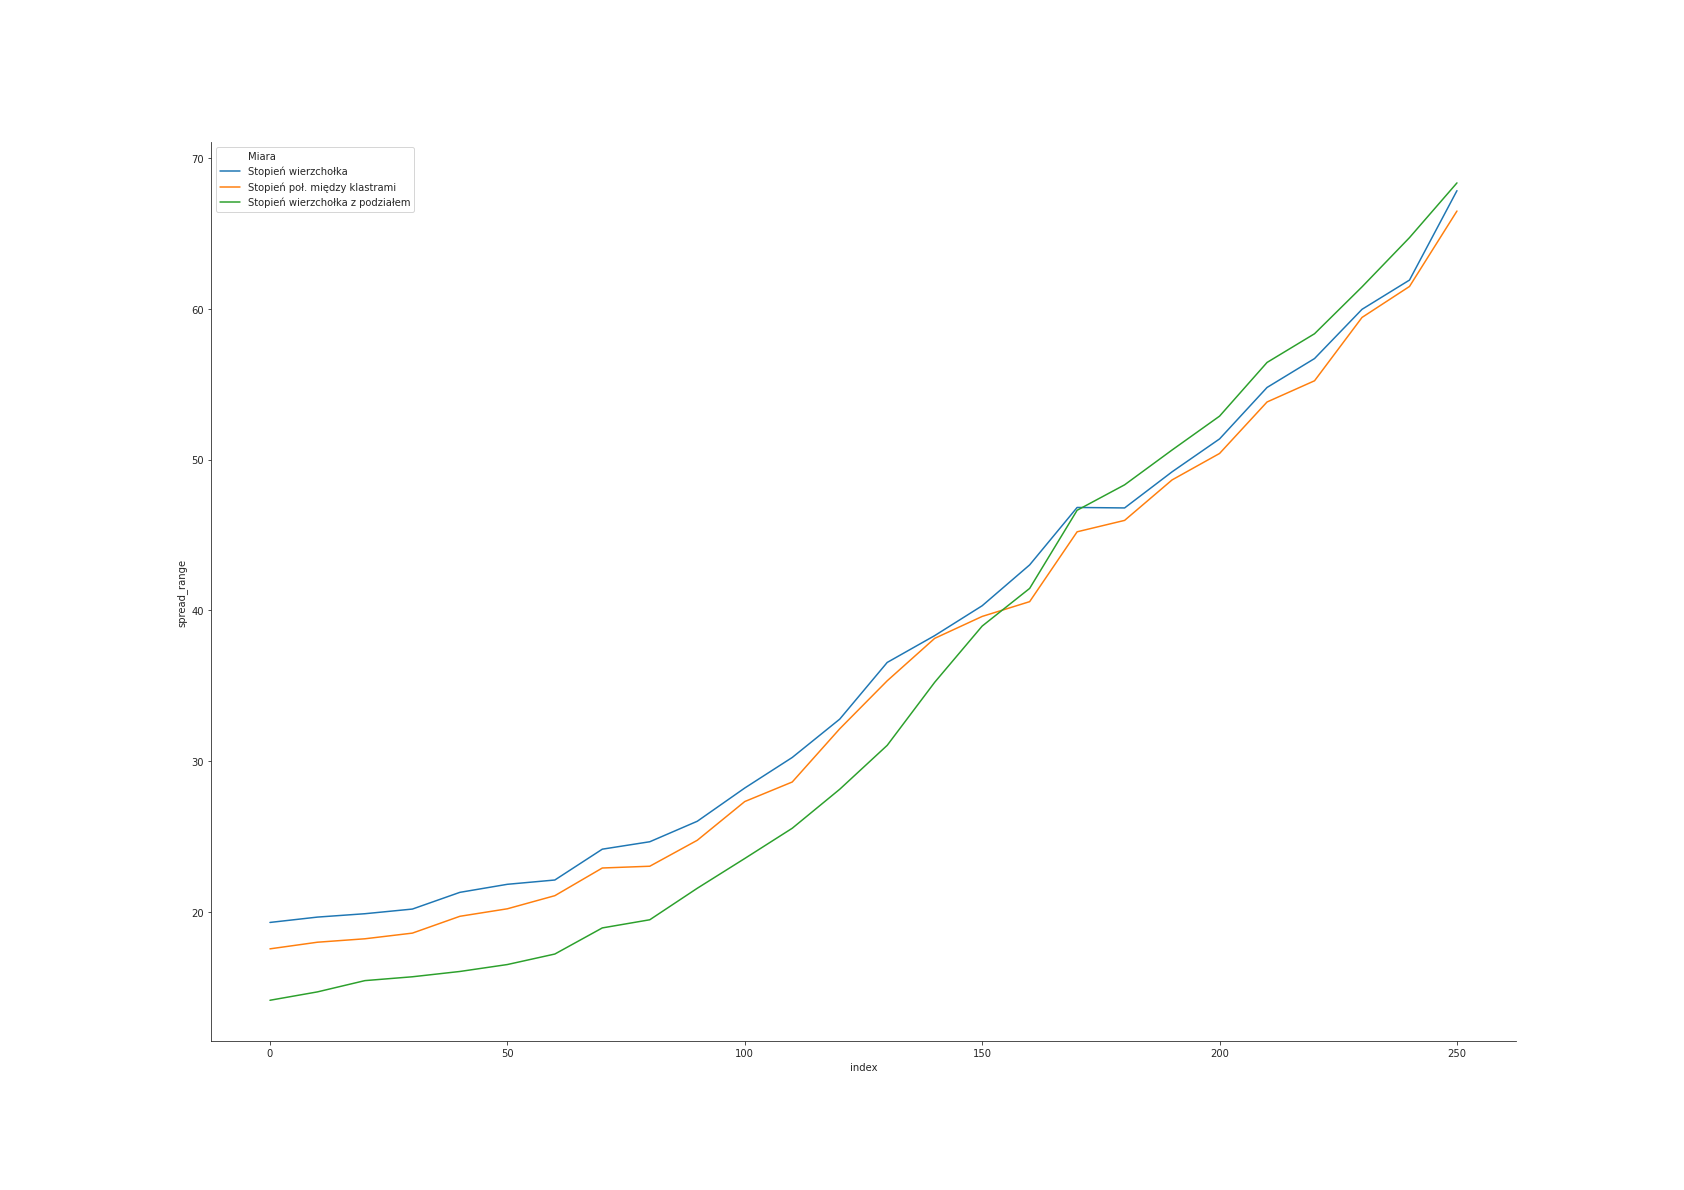 70
60
50
40
30
20
spread_range
Miara
Stopień wierzchołka
Stopień poł. między klastrami
Stopień wierzchołka z podziałem
0 50 100 150 200 250
index